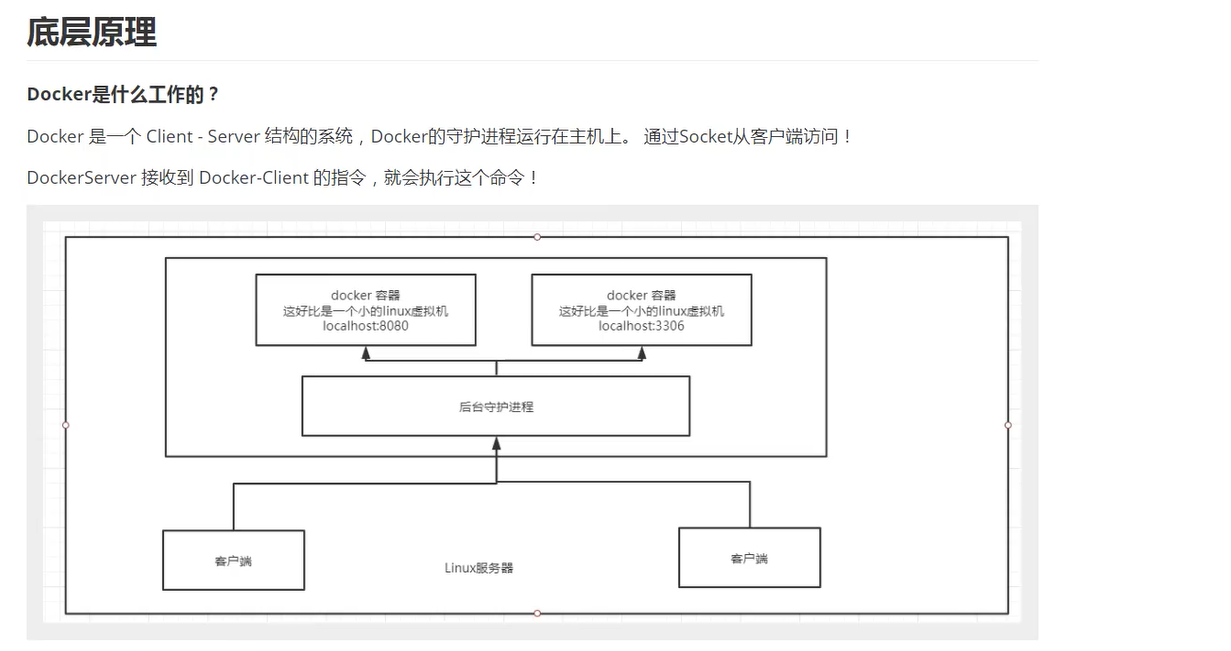 底层原理
Docker是什么工作的？
Docker 是一个 Client - Server 结构的系统，Docker的守护进程运行在主机上。 通过Socket从客户端访问！
DockerServer 接收到 Docker-Client 的指令，就会执行这个命令！
docker 容器
这好比是一个小的linux虚拟机
localhost:8080
docker 容器
这好比是一个小的linux虚拟机
localhost:3306
后台守护进程
客户端
Linux服务器
客户端